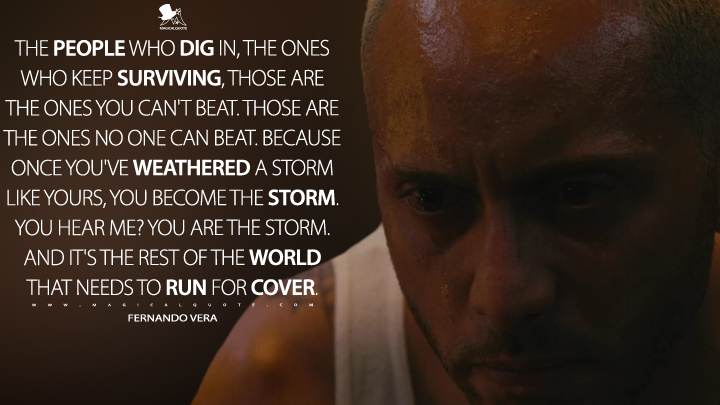 MAGICALQUOTE
THE PEOPLE WHO DIG IN, THE ONES
WHO KEEP SURVIVING, THOSE ARE
THE ONES YOU CAN'T BEAT. THOSE ARE
THE ONES NO ONE CAN BEAT. BECAUSE
ONCE YOU'VE WEATHERED A STORM
LIKE YOURS, YOU BECOME THE STORM.
YOU HEAR ME? YOU ARE THE STORM.
AND IT'S THE REST OF THE WORLD
THAT NEEDS TO RUN FOR COVER.
WWW.MAGICALQUOTE.COM
FERNANDO VERA